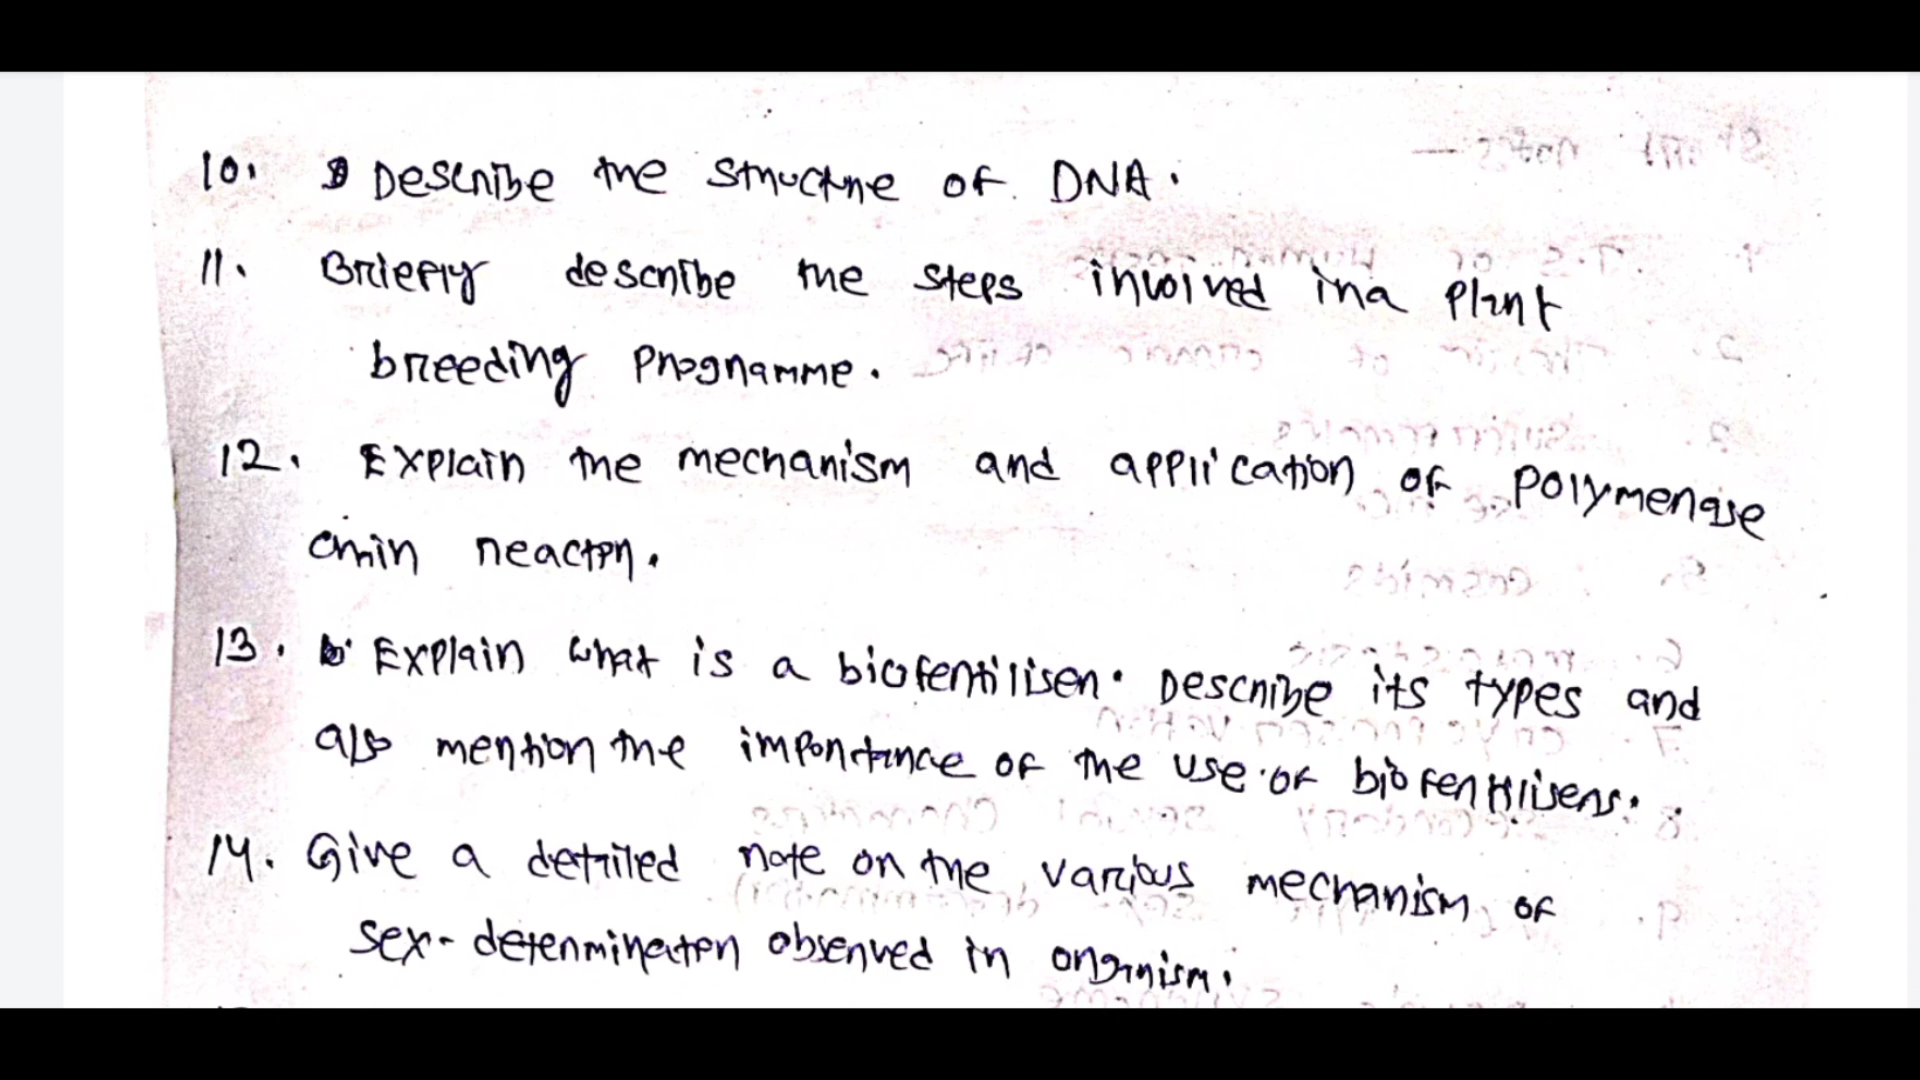 10. Describe the structure of DNA.
11. Briefly describe the steps involved in a plant
breeding programme.
12. Explain the mechanism and application of polymerase
chain reaction.
13. Explain what is a biofertiliser. Describe its types and
also mention the importance of the use of biofertilisers.
14. Give a detailed note on the various mechanism of
sex-determination observed in organism.